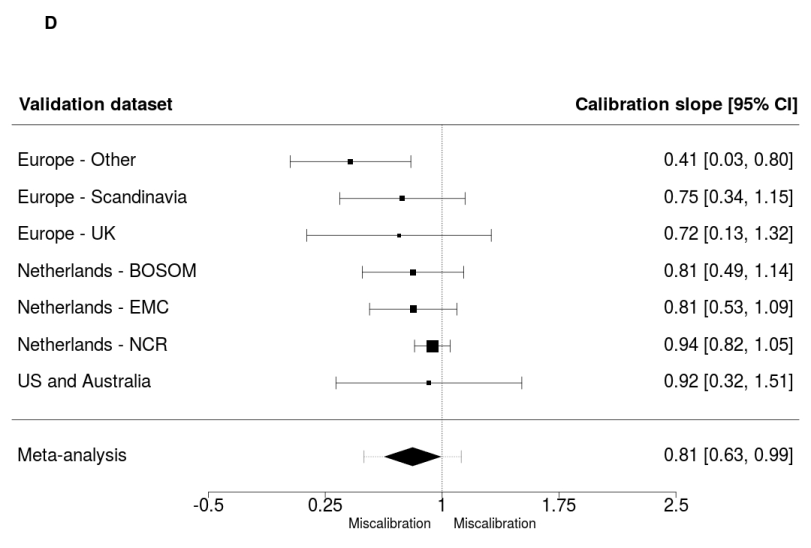 D
Validation dataset Calibration slope [95% CI]
Europe - Other 0.41 [0.03, 0.80]
Europe - Scandinavia 0.75 [0.34, 1.15]
Europe - UK 0.72 [0.13, 1.32]
Netherlands - BOSOM 0.81 [0.49, 1.14]
Netherlands - EMC 0.81 [0.53, 1.09]
Netherlands - NCR 0.94 [0.82, 1.05]
US and Australia 0.92 [0.32, 1.51]
Meta-analysis 0.81 [0.63, 0.99]
-0.5 0.25 1 1.75 2.5
Miscalibration Miscalibration